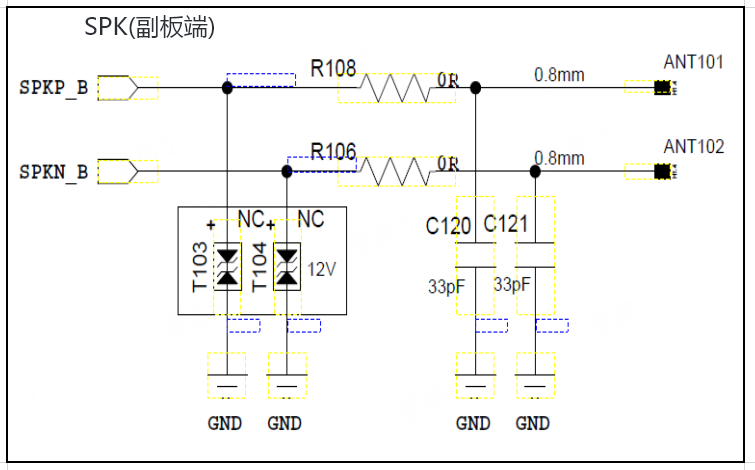 SPK(副板端)
ANT101
R108
0R
0.8mm
SPKP_B
ANT102
R106
0R
0.8mm
SPKN_B
+ NC
+ NC
C120
C121
T103
T104
12V
33pF
33pF
GND
GND
GND
GND